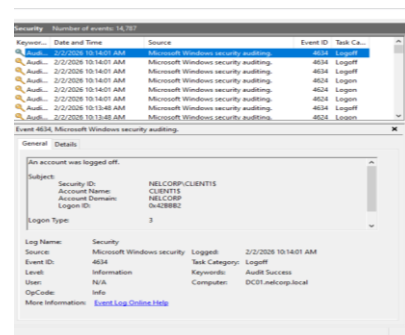 Security Number of events: 14,787
Keywor... Date and Time Source Event ID Task Ca...
Audi... 2/2/2026 10:14:01 AM Microsoft Windows security auditing. 4634 Logoff
Audi... 2/2/2026 10:14:01 AM Microsoft Windows security auditing. 4634 Logoff
Audi... 2/2/2026 10:14:01 AM Microsoft Windows security auditing. 4634 Logoff
Audi... 2/2/2026 10:14:01 AM Microsoft Windows security auditing. 4624 Logon
Audi... 2/2/2026 10:14:01 AM Microsoft Windows security auditing. 4624 Logon
Audi... 2/2/2026 10:13:48 AM Microsoft Windows security auditing. 4634 Logoff
Audi... 2/2/2026 10:13:48 AM Microsoft Windows security auditing. 4624 Logon
Event 4634, Microsoft Windows security auditing.
General Details
An account was logged off.
Subject:
Security ID: NELCORP\CLIENT1$
Account Name: CLIENT1$
Account Domain: NELCORP
Logon ID:
Logon Type: 3
Log Name: Security
Source: Microsoft Windows security Logged: 2/2/2026 10:14:01 AM
Event ID: 4634 Task Category: Logoff
Level: Information Keywords: Audit Success
User: N/A Computer: DC01.nelcorp.local
OpCode: Info
More Information: Event Log Online Help